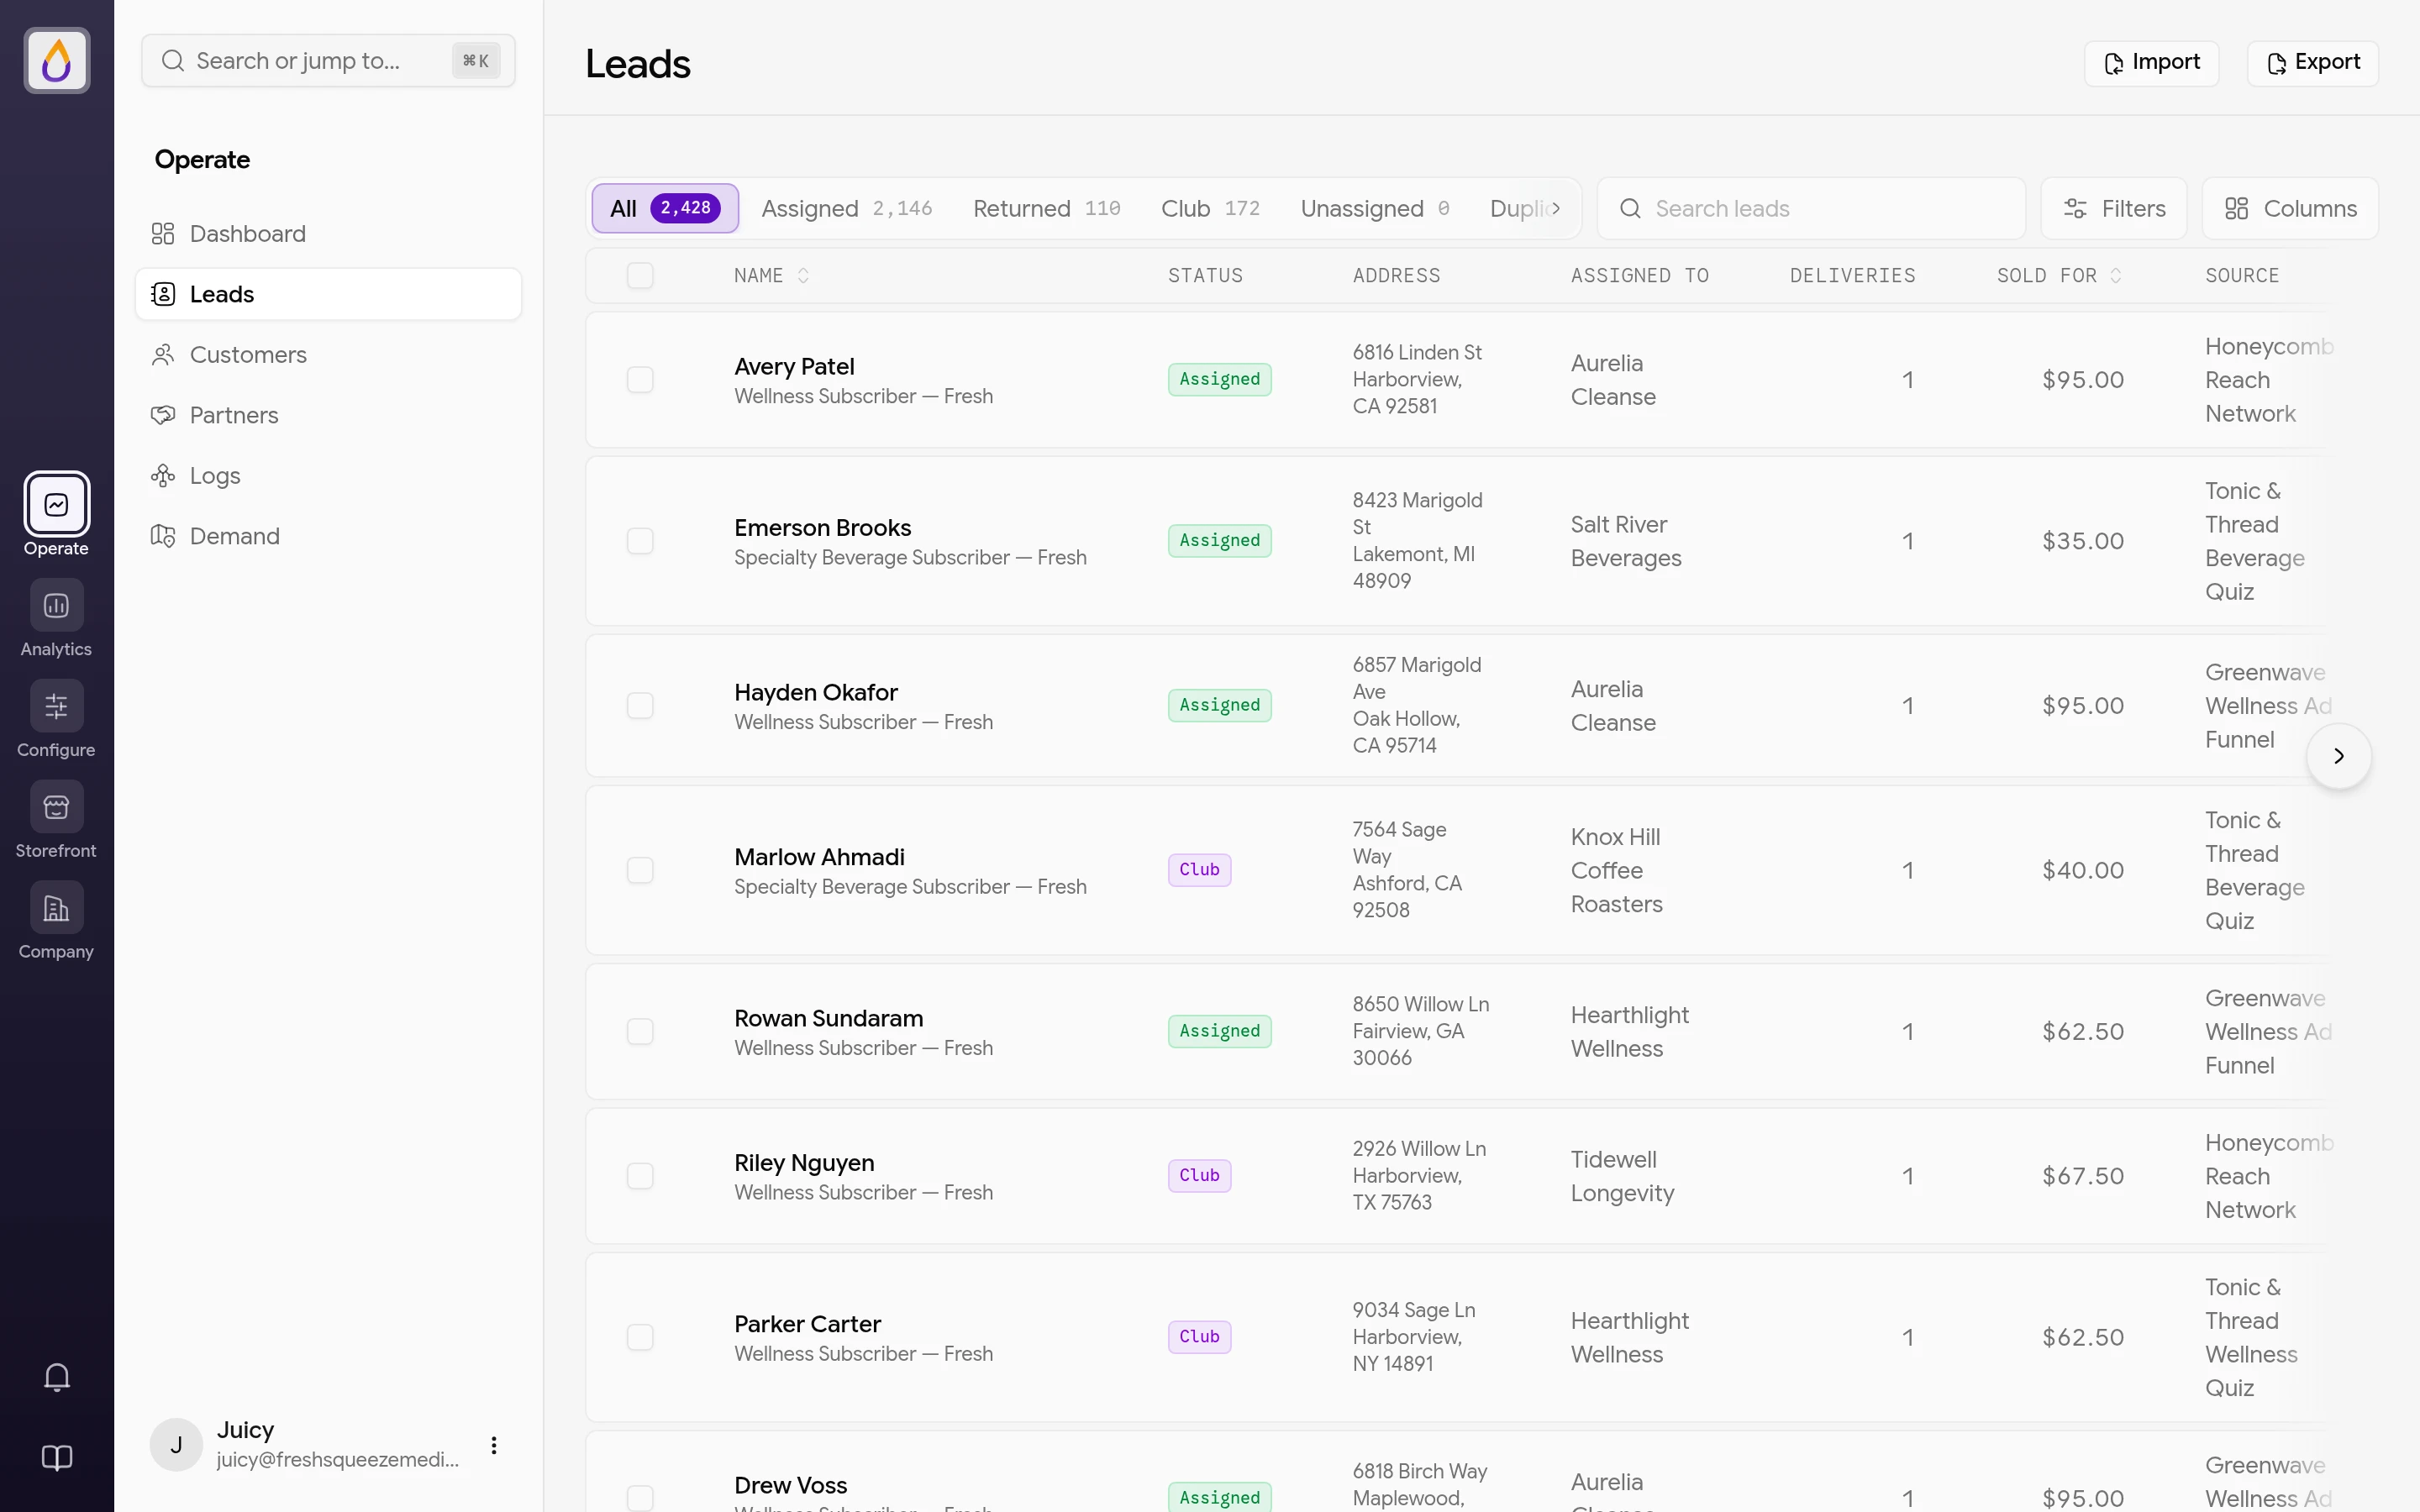 Search or jump to... ⌘K
Operate
Dashboard
Leads
Customers
Partners
Logs
Demand
Operate
Analytics
Configure
Storefront
Company
J
Juicy
juicy@freshsqueezemedi...
Leads
Import
Export
All 2,428
Assigned 2,146
Returned 110
Club 172
Unassigned 0
Search leads
Filters
Columns
NAME STATUS ADDRESS ASSIGNED TO DELIVERIES SOLD FOR SOURCE
Avery Patel
Wellness Subscriber — Fresh
Assigned
6816 Linden St
Harborview,
CA 92581
Aurelia
Cleanse
1
$95.00
Honeycomb
Reach
Network
Emerson Brooks
Specialty Beverage Subscriber — Fresh
Assigned
8423 Marigold
St
Lakemont, MI
48909
Salt River
Beverages
1
$35.00
Tonic &
Thread
Beverage
Quiz
Hayden Okafor
Wellness Subscriber — Fresh
Assigned
6857 Marigold
Ave
Oak Hollow,
CA 95714
Aurelia
Cleanse
1
$95.00
Greenwave
Wellness Ad
Funnel
Marlow Ahmadi
Specialty Beverage Subscriber — Fresh
Club
7564 Sage
Way
Ashford, CA
92508
Knox Hill
Coffee
Roasters
1
$40.00
Tonic &
Thread
Beverage
Quiz
Rowan Sundaram
Wellness Subscriber — Fresh
Assigned
8650 Willow Ln
Fairview, GA
30066
Hearthlight
Wellness
1
$62.50
Greenwave
Wellness Ad
Funnel
Riley Nguyen
Wellness Subscriber — Fresh
Club
2926 Willow Ln
Harborview,
TX 75763
Tidewell
Longevity
1
$67.50
Honeycomb
Reach
Network
Parker Carter
Wellness Subscriber — Fresh
Club
9034 Sage Ln
Harborview,
NY 14891
Hearthlight
Wellness
1
$62.50
Tonic &
Thread
Wellness
Quiz
Drew Voss
Assigned
6818 Birch Way
Maplewood,
Aurelia
1
$95.00
Greenwave
Wellness Ad